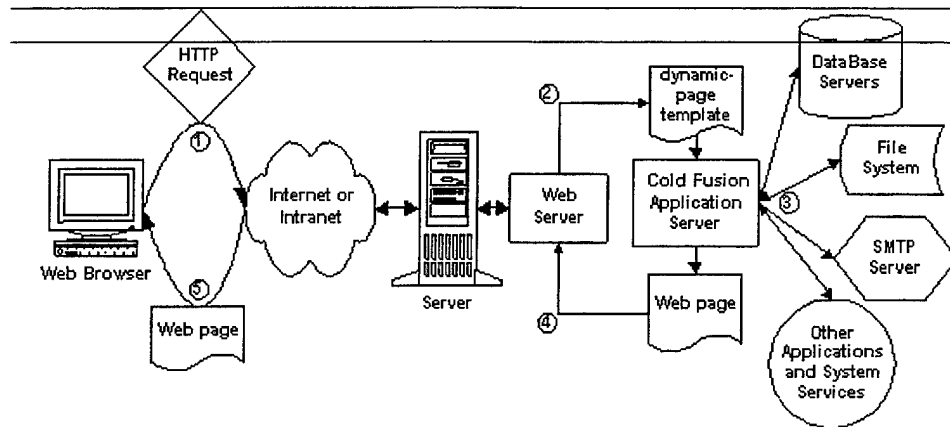 HTTP
Request
①
Web Browser
⑤
Web page
Internet or
Intranet
Server
Web
Server
②
④
dynamic-
page
template
Cold Fusion
Application
Server
Web page
③
DataBase
Servers
File
System
SMTP
Server
Other
Applications
and System
Services